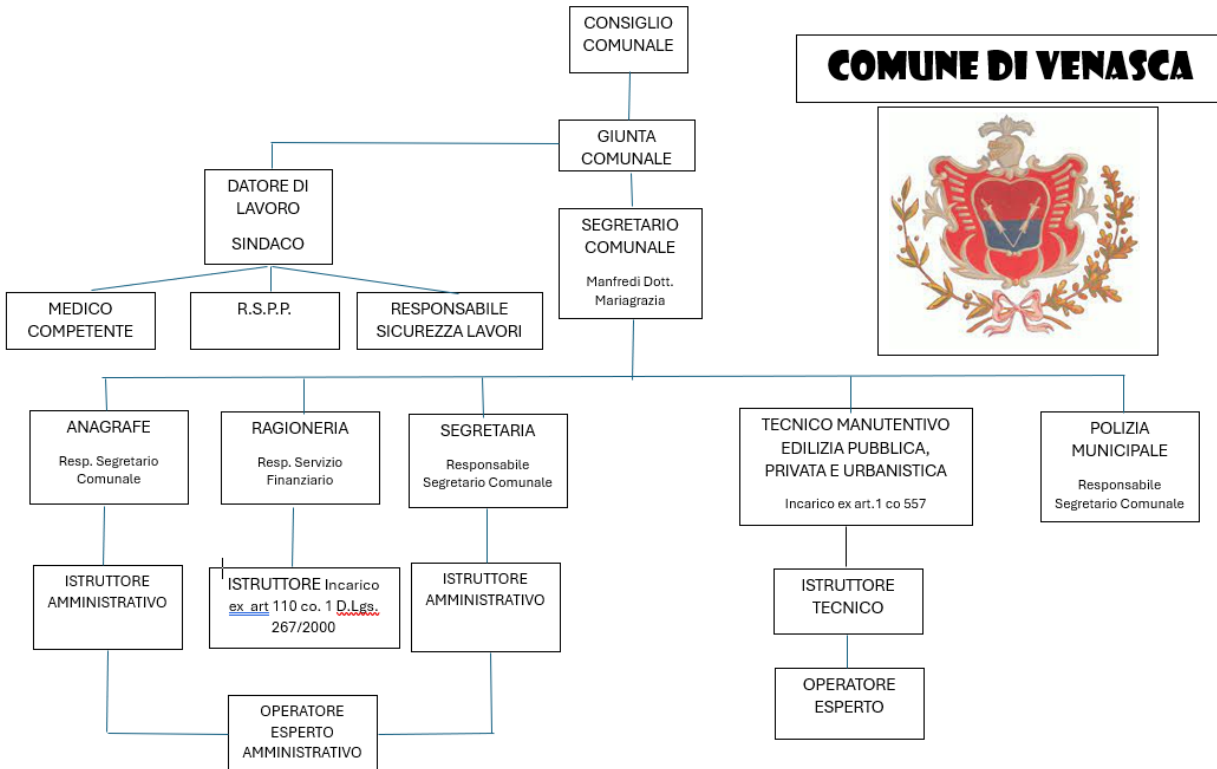 CONSIGLIO
COMUNALE
COMUNE DI VENASCA
GIUNTA
COMUNALE
DATORE DI
LAVORO
SINDACO
SEGRETARIO
COMUNALE
Manfredi Dott.
Mariagrazia
MEDICO
COMPETENTE
R.S.P.P.
RESPONSABILE
SICUREZZA LAVORI
ANAGRAFE
Resp. Segretario
Comunale
RAGIONERIA
Resp. Servizio
Finanziario
SEGRETARIA
Responsabile
Segretario Comunale
TECNICO MANUTENTIVO
EDILIZIA PUBBLICA,
PRIVATA E URBANISTICA
Incarico ex art.1 co 557
POLIZIA
MUNICIPALE
Responsabile
Segretario Comunale
ISTRUTTORE
AMMINISTRATIVO
ISTRUTTORE Incarico
ex art 110 co. 1 D.Lgs.
267/2000
ISTRUTTORE
AMMINISTRATIVO
ISTRUTTORE
TECNICO
OPERATORE
ESPERTO
AMMINISTRATIVO
OPERATORE
ESPERTO